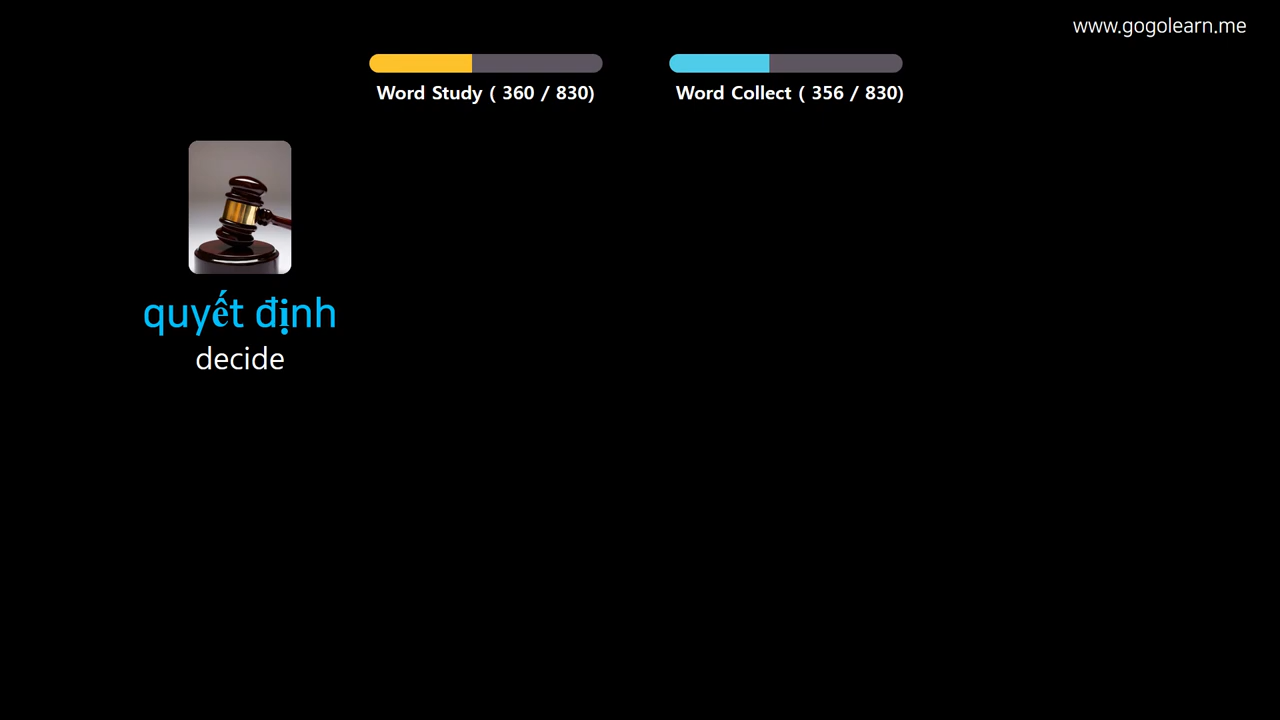 www.gogolearn.me
Word Study ( 360 / 830)
Word Collect ( 356 / 830)
quyết định
decide